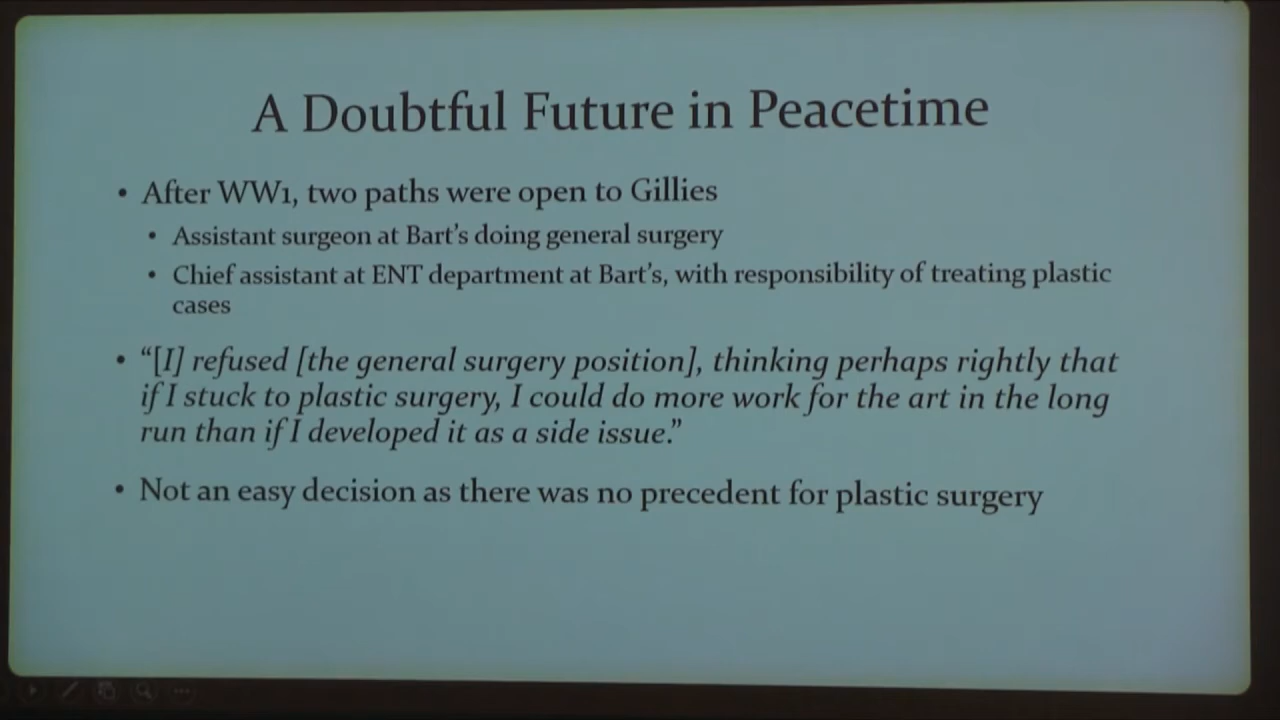 A Doubtful Future in Peacetime
• After WW1, two paths were open to Gillies
• Assistant surgeon at Bart's doing general surgery
• Chief assistant at ENT department at Bart's, with responsibility of treating plastic
cases
• “[I] refused [the general surgery position], thinking perhaps rightly that
if I stuck to plastic surgery, I could do more work for the art in the long
run than if I developed it as a side issue.”
• Not an easy decision as there was no precedent for plastic surgery